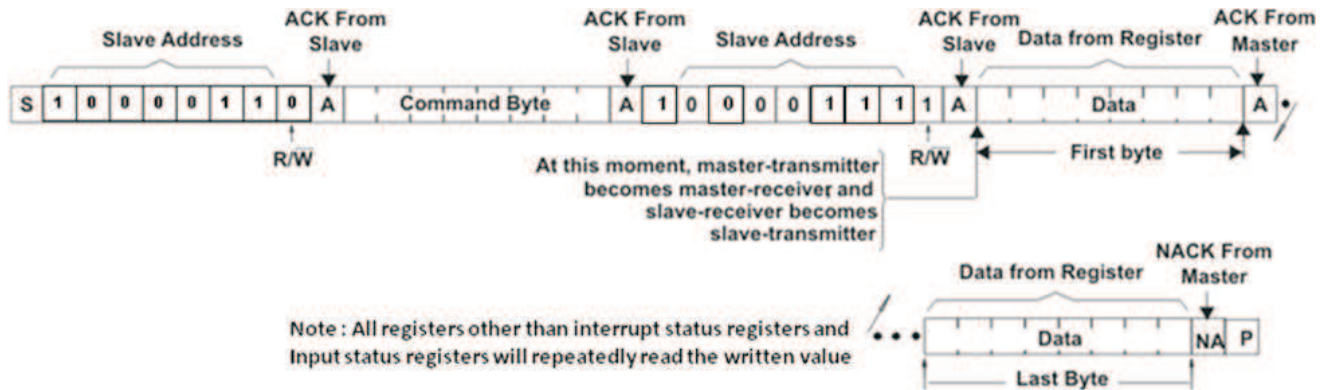 ACK From
Slave
ACK From
Slave
ACK From
Slave
ACK From
Master
Slave Address
Slave Address
Data from Register
S 1 0 0 0 0 1 1 0 A Command Byte A 1 0 0 0 0 1 1 1 1 A Data A
R/W̅
R/W̅
First byte
At this moment, master-transmitter
becomes master-receiver and
slave-receiver becomes
slave-transmitter
Data from Register
NACK From
Master
Note : All registers other than interrupt status registers and
Input status registers will repeatedly read the written value
Data NA P
Last Byte